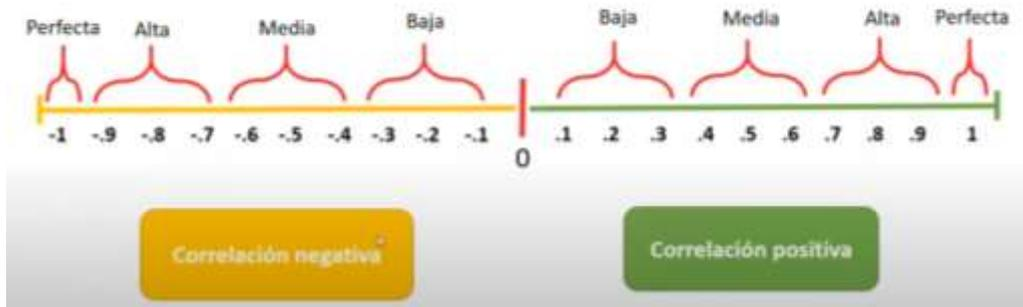 Perfecta Alta Media Baja Baja Media Alta Perfecta
-1 -.9 -.8 -.7 -.6 -.5 -.4 -.3 -.2 -.1 .1 .2 .3 .4 .5 .6 .7 .8 .9 1
0
Correlación negativa Correlación positiva